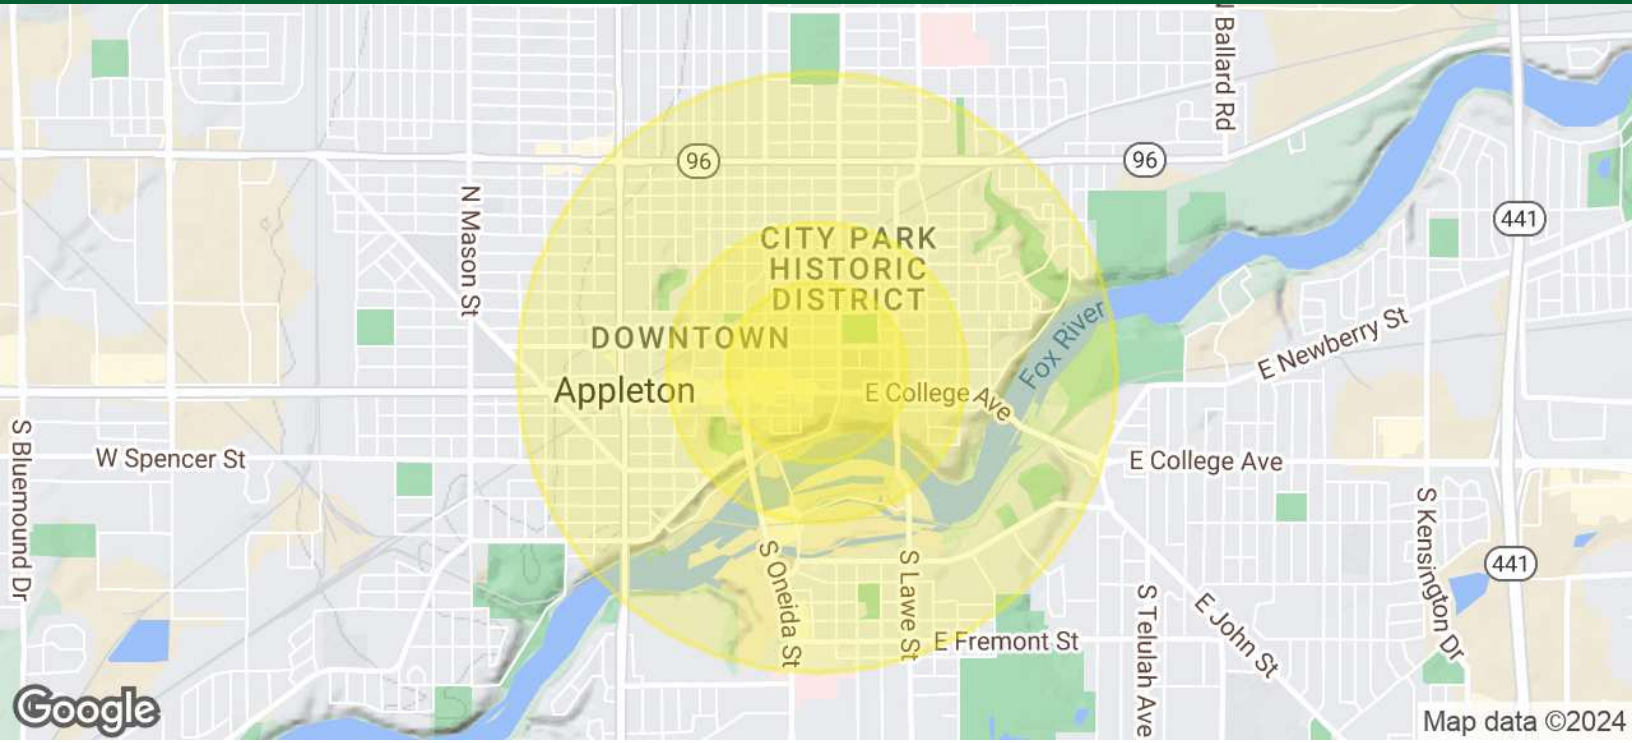 N Ballard Rd
96
96
N Mason St
441
CITY PARK
HISTORIC
DISTRICT
DOWNTOWN
Fox River
E Newberry St
Appleton
E College Ave
S Bluemound Dr
W Spencer St
E College Ave
S Kensington Dr
S Oneida St
S Lawe St
441
S Telulah Ave
E John St
E Fremont St
Google
Map data ©2024